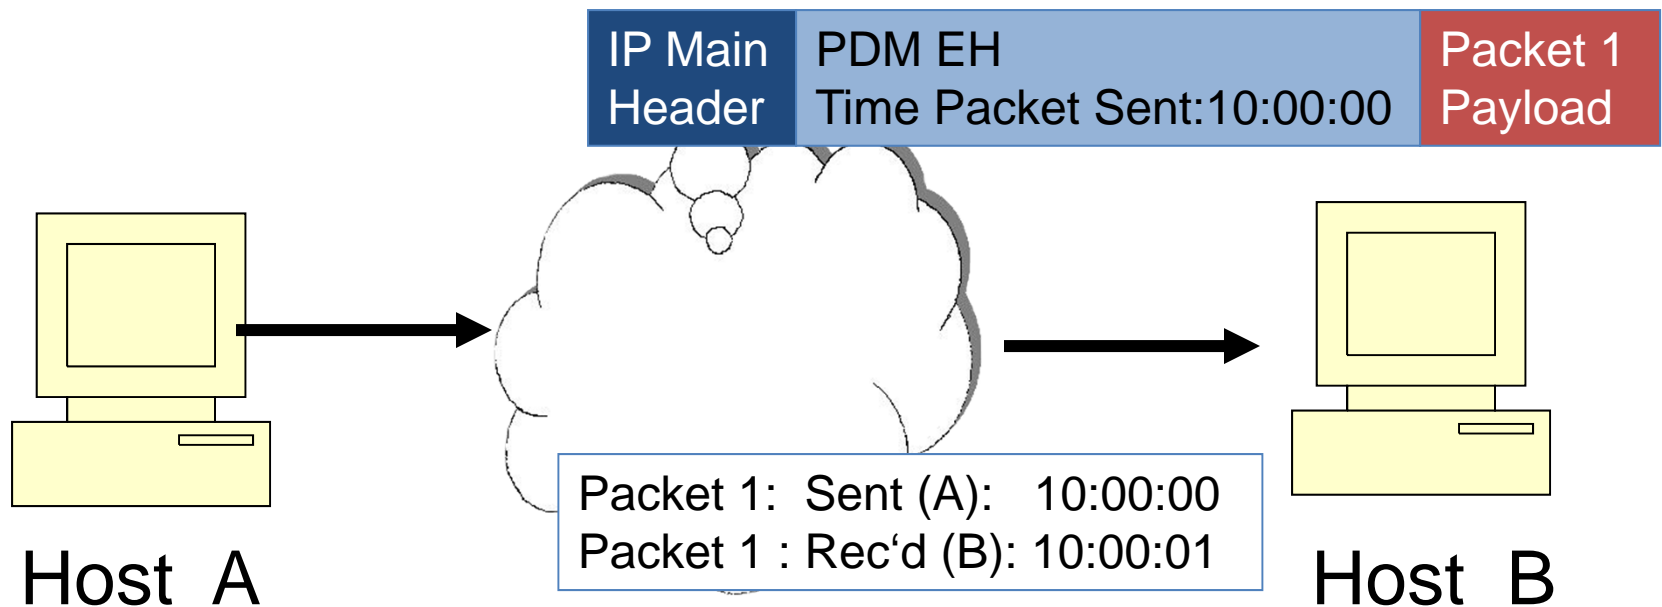 IP Main
Header
PDM EH
Time Packet Sent:10:00:00
Packet 1
Payload
Packet 1:  Sent (A):   10:00:00
Packet 1 : Rec‘d (B): 10:00:01
Host  A
Host  B